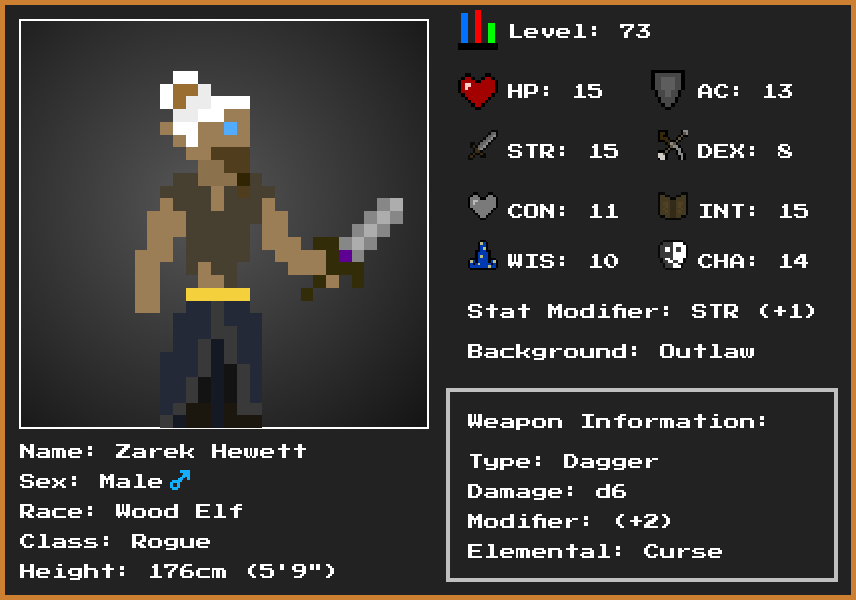 Level: 73
HP: 15 AC: 13
STR: 15 DEX: 8
CON: 11 INT: 15
WIS: 10 CHA: 14
Stat Modifier: STR (+1)
Background: Outlaw
Weapon Information:
Type: Dagger
Damage: d6
Modifier: (+2)
Elemental: Curse
Name: Zarek Hewett
Sex: Male♂
Race: Wood Elf
Class: Rogue
Height: 176cm (5'9")